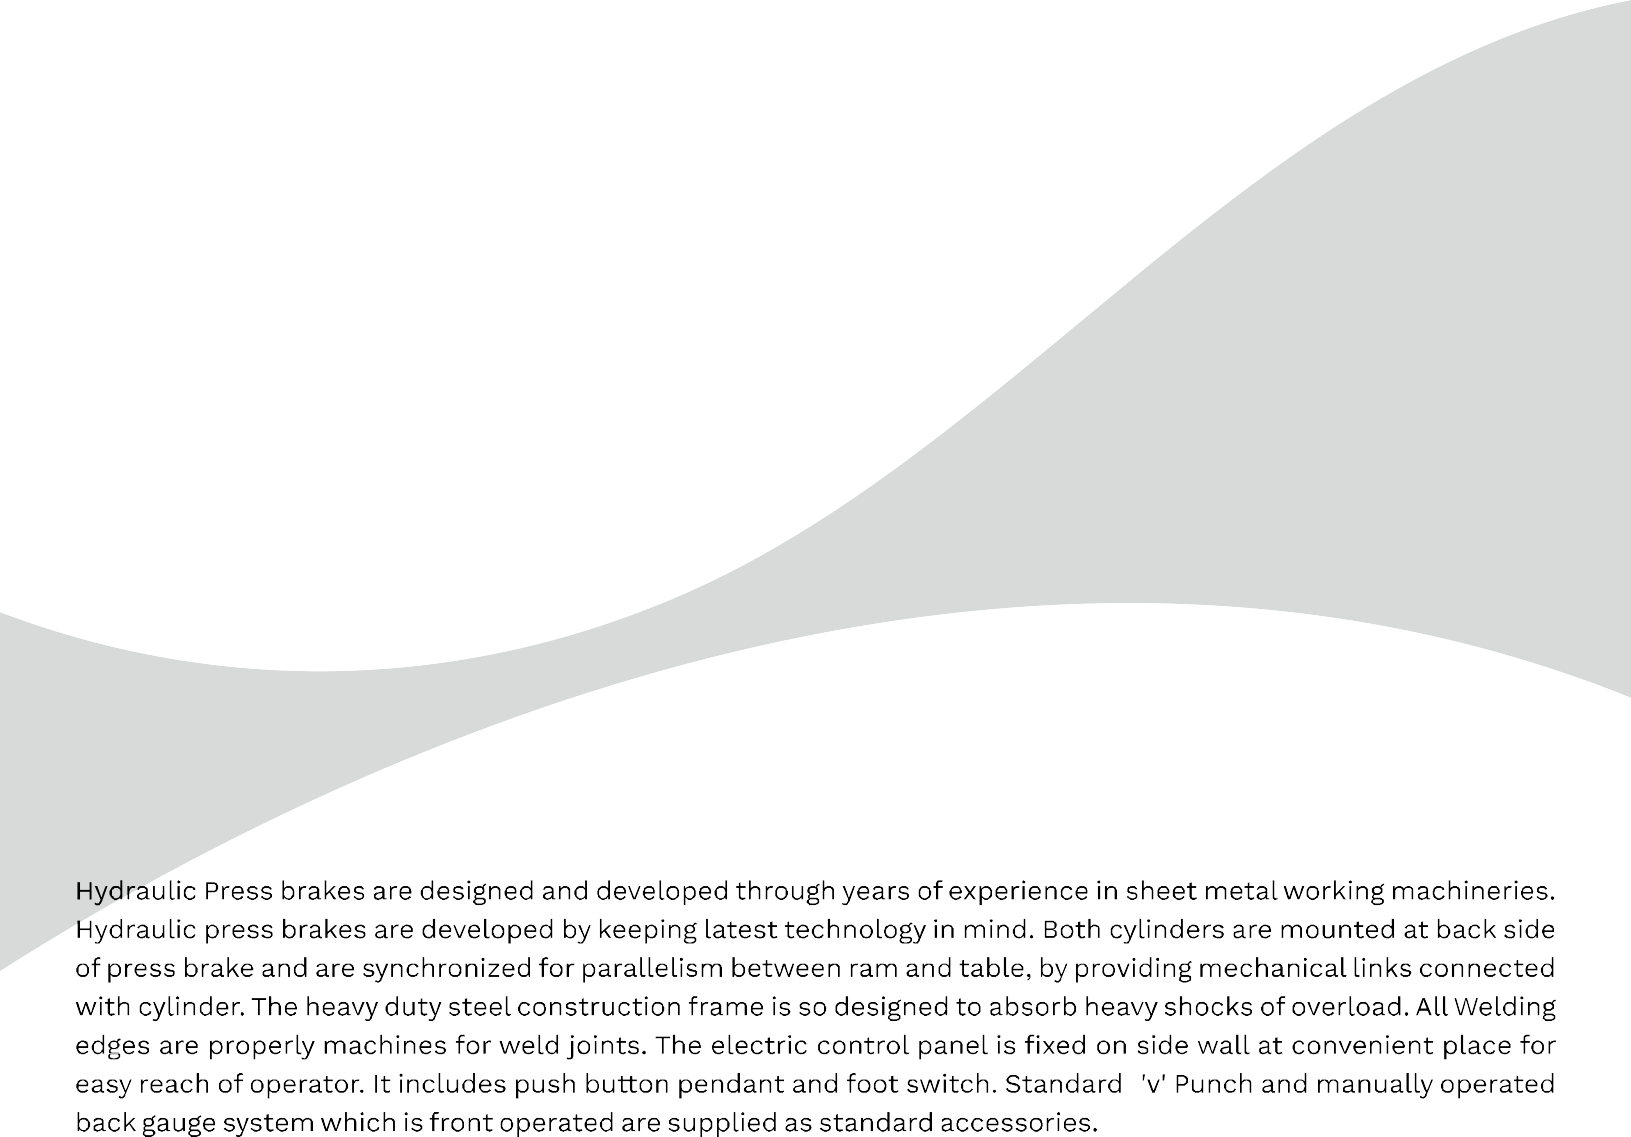 Hydraulic Press brakes are designed and developed through years of experience in sheet metal working machineries.
Hydraulic press brakes are developed by keeping latest technology in mind. Both cylinders are mounted at back side
of press brake and are synchronized for parallelism between ram and table, by providing mechanical links connected
with cylinder. The heavy duty steel construction frame is so designed to absorb heavy shocks of overload. All Welding
edges are properly machines for weld joints. The electric control panel is fixed on side wall at convenient place for
easy reach of operator. It includes push button pendant and foot switch. Standard 'v' Punch and manually operated
back gauge system which is front operated are supplied as standard accessories.